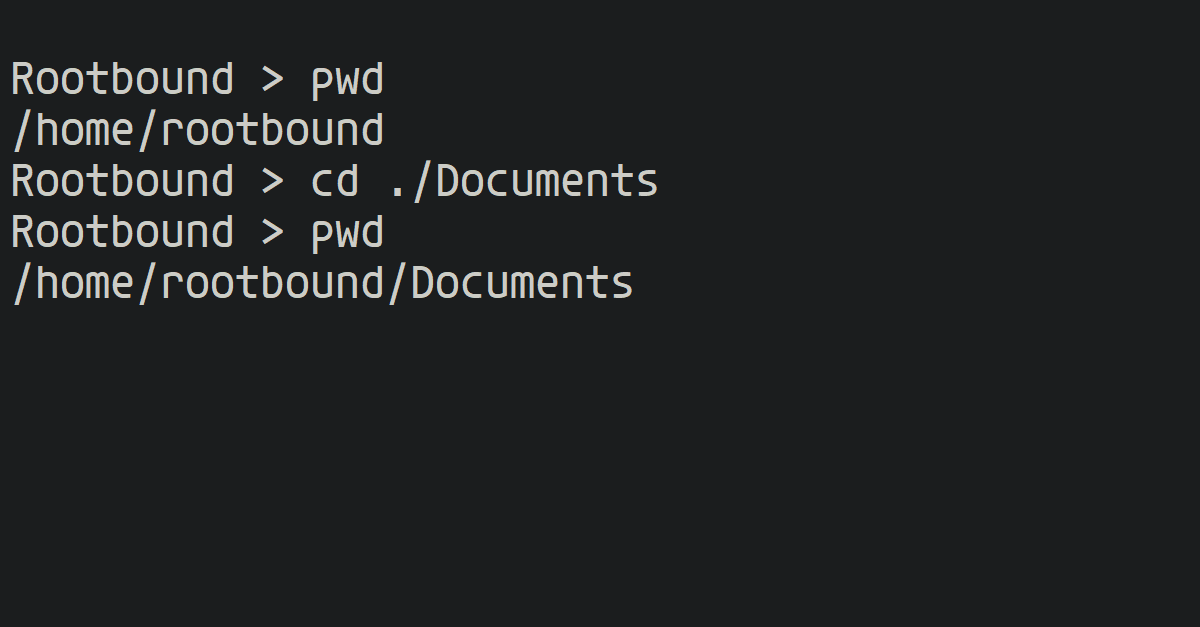 Rootbound > pwd
/home/rootbound
Rootbound > cd ./Documents
Rootbound > pwd
/home/rootbound/Documents